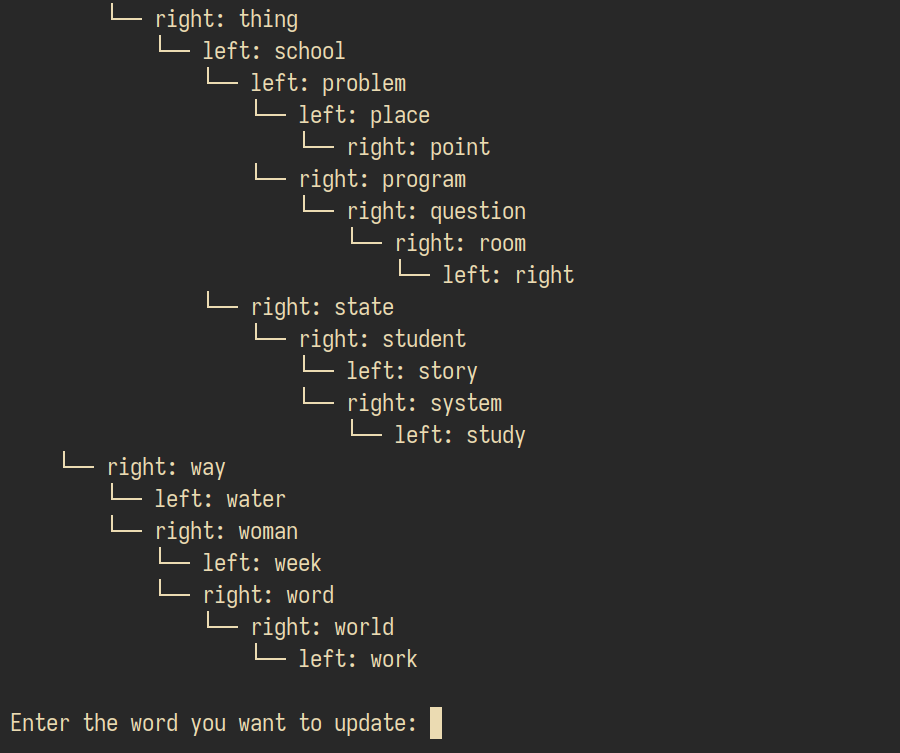 └── right: thing
└── left: school
└── left: problem
└── left: place
└── right: point
└── right: program
└── right: question
└── right: room
└── left: right
└── right: state
└── right: student
└── left: story
└── right: system
└── left: study
└── right: way
└── left: water
└── right: woman
└── left: week
└── right: word
└── right: world
└── left: work
Enter the word you want to update: